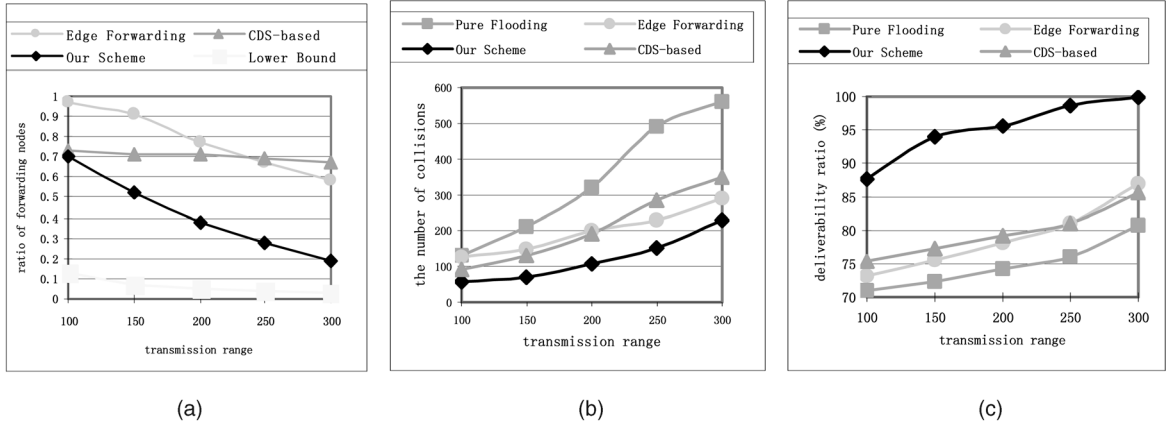 Edge Forwarding CDS-based
Our Scheme Lower Bound
ratio of forwarding nodes
1
0.9
0.8
0.7
0.6
0.5
0.4
0.3
0.2
0.1
0
100 150 200 250 300
transmission range
(a)
Pure Flooding Edge Forwarding
Our Scheme CDS-based
the number of collisions
600
500
400
300
200
100
0
100 150 200 250 300
transmission range
(b)
Pure Flooding Edge Forwarding
Our Scheme CDS-based
deliverability ratio (%)
100
95
90
85
80
75
70
100 150 200 250 300
transmission range
(c)